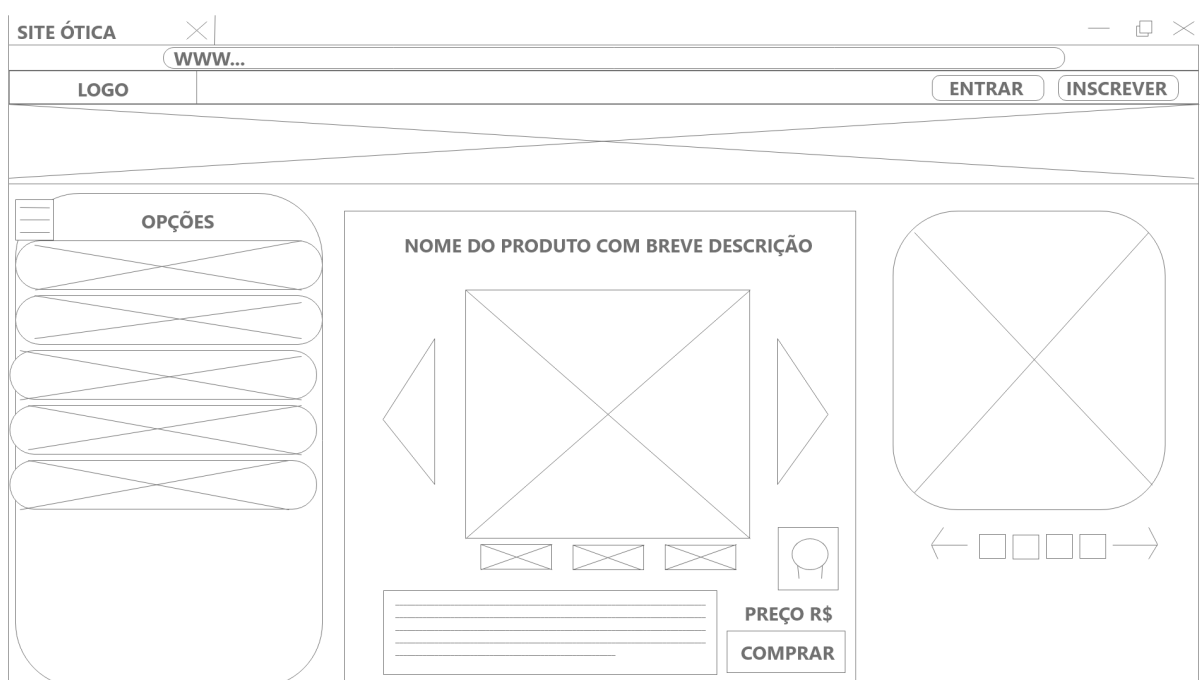 SITE ÓTICA
WWW...
LOGO
ENTRAR
INSCREVER
OPÇÕES
NOME DO PRODUTO COM BREVE DESCRIÇÃO
PREÇO R$
COMPRAR